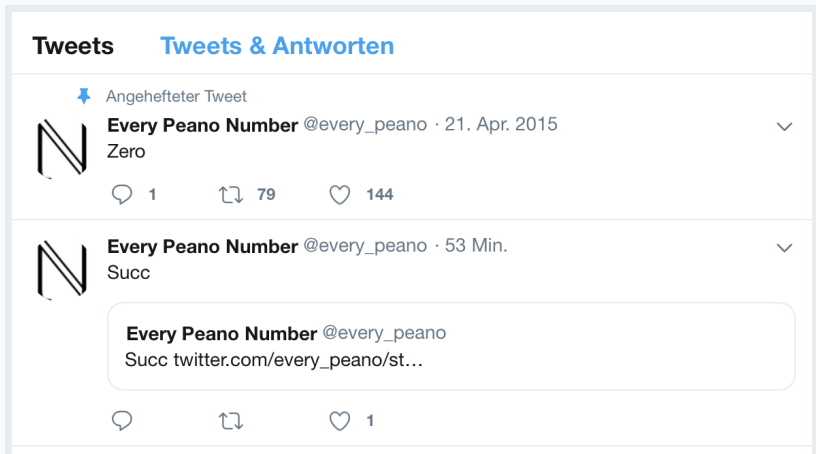 Tweets Tweets & Antworten
Angehefteter Tweet
Every Peano Number @every_peano · 21. Apr. 2015
Zero
1 79 144
Every Peano Number @every_peano · 53 Min.
Succ
Every Peano Number @every_peano
Succ twitter.com/every_peano/st…
1